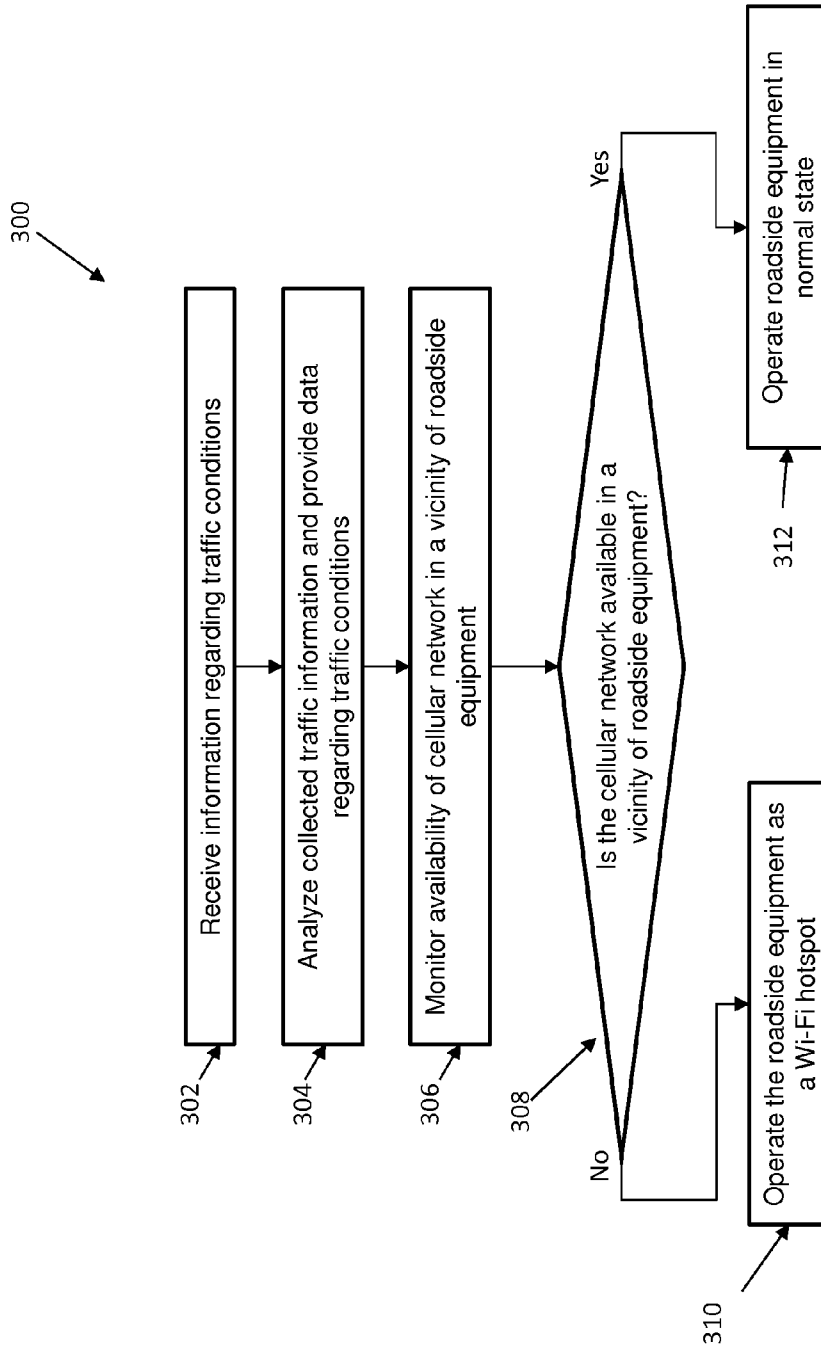 300
Receive information regarding traffic conditions
302
Analyze collected traffic information and provide data
regarding traffic conditions
304
Monitor availability of cellular network in a vicinity of roadside
equipment
306
Is the cellular network available in a
vicinity of roadside equipment?
308
No
Yes
Operate the roadside equipment as
a Wi-Fi hotspot
310
Operate roadside equipment in
normal state
312